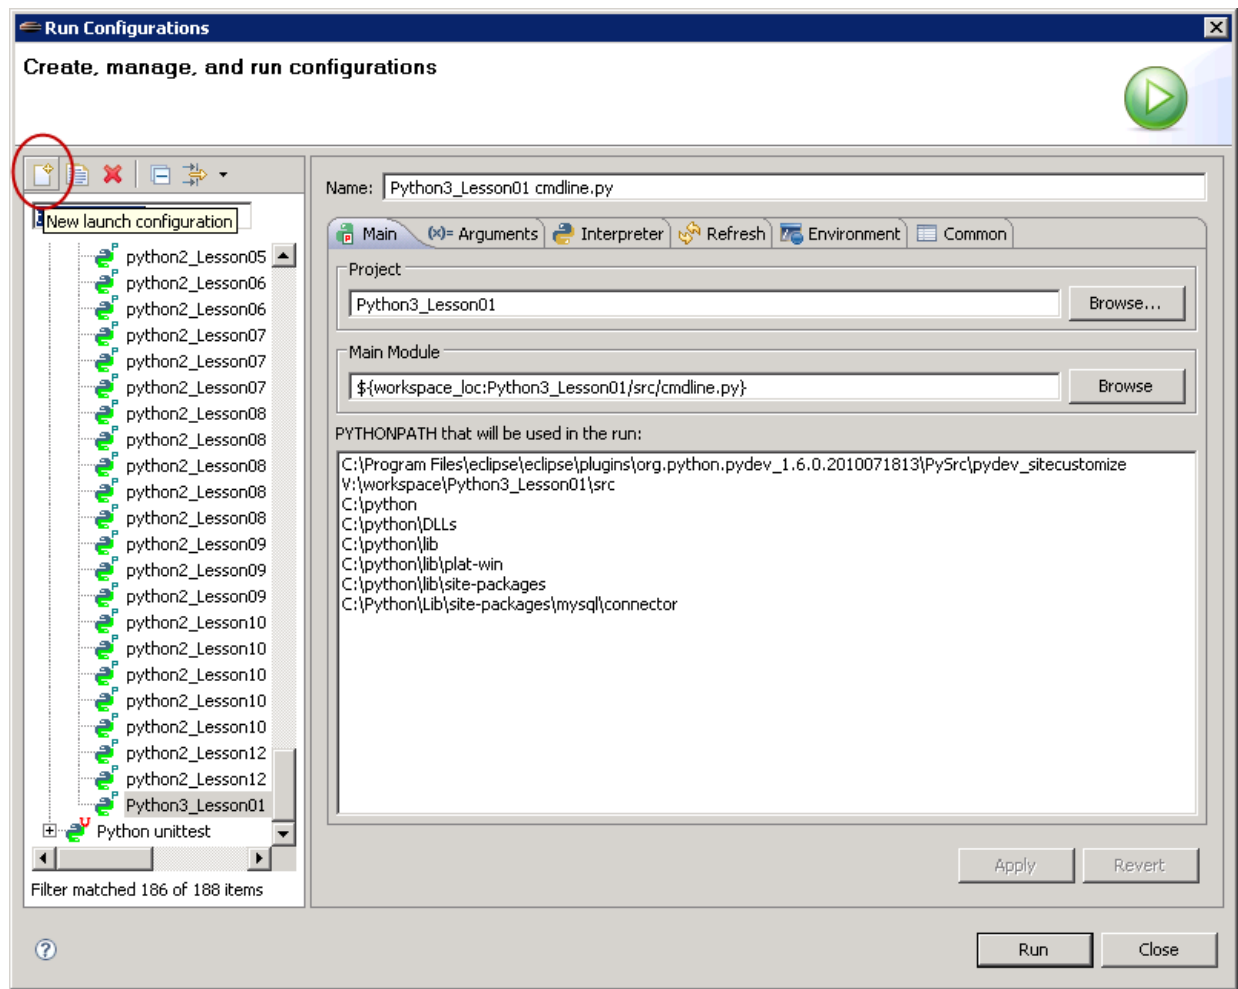 Run Configurations
Create, manage, and run configurations
New launch configuration
python2_Lesson05
python2_Lesson06
python2_Lesson06
python2_Lesson07
python2_Lesson07
python2_Lesson07
python2_Lesson08
python2_Lesson08
python2_Lesson08
python2_Lesson08
python2_Lesson08
python2_Lesson09
python2_Lesson09
python2_Lesson09
python2_Lesson10
python2_Lesson10
python2_Lesson10
python2_Lesson10
python2_Lesson10
python2_Lesson12
python2_Lesson12
Python3_Lesson01
Python unittest
Filter matched 186 of 188 items
Name: Python3_Lesson01 cmdline.py
Main (x)= Arguments Interpreter Refresh Environment Common
Project
Python3_Lesson01 Browse...
Main Module
${workspace_loc:Python3_Lesson01/src/cmdline.py} Browse
PYTHONPATH that will be used in the run:
C:\Program Files\eclipse\eclipse\plugins\org.python.pydev_1.6.0.2010071813\PySrc\pydev_sitecustomize
V:\workspace\Python3_Lesson01\src
C:\python
C:\python\DLLs
C:\python\lib
C:\python\lib\plat-win
C:\python\lib\site-packages
C:\Python\Lib\site-packages\mysql\connector
Apply Revert
Run Close